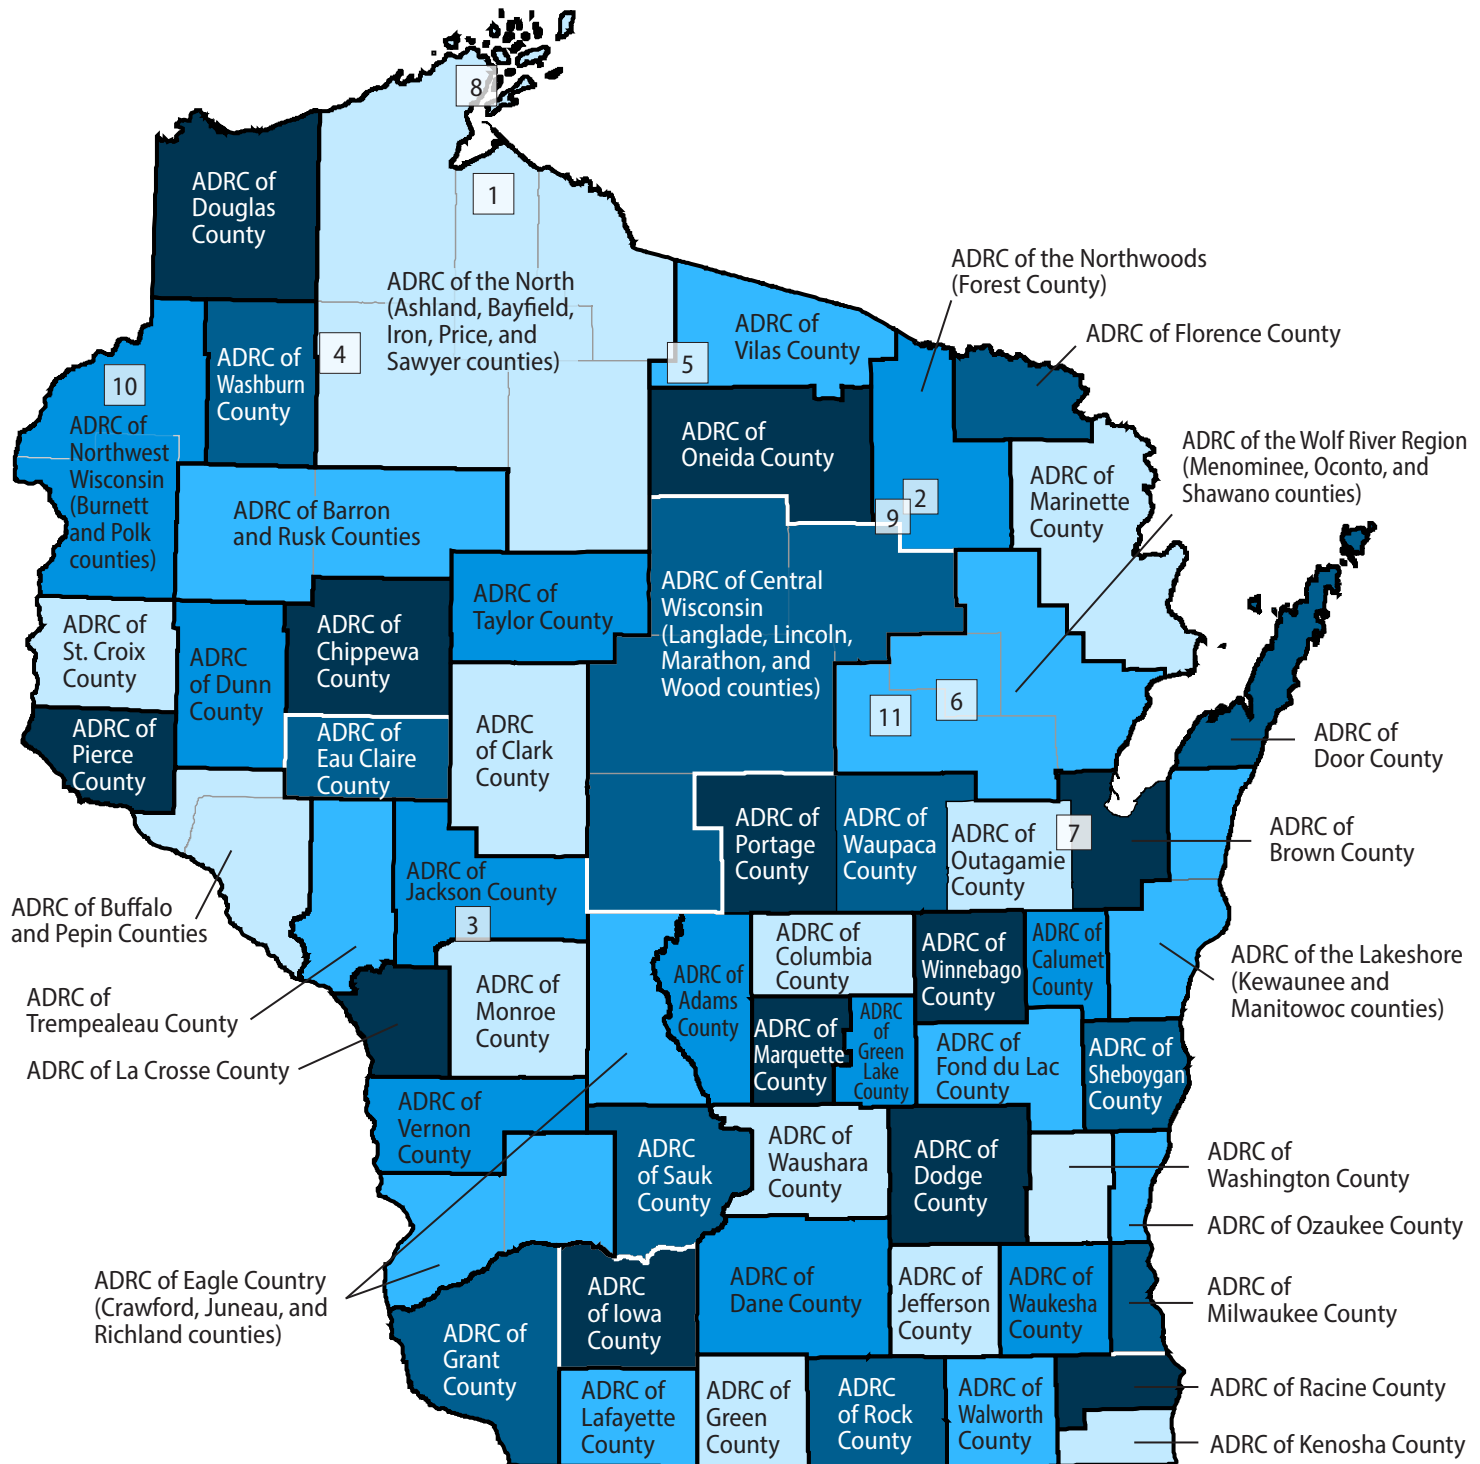 8
ADRC of
Douglas
County
1
ADRC of the North
(Ashland, Bayfield,
Iron, Price, and
Sawyer counties)
ADRC of the Northwoods
(Forest County)
ADRC of
Vilas County
ADRC of Florence County
4
5
ADRC of
Washburn
County
10
ADRC of
Northwest
Wisconsin
(Burnett
and Polk
counties)
ADRC of
Oneida County
ADRC of the Wolf River Region
(Menominee, Oconto, and
Shawano counties)
ADRC of
Marinette
County
2
9
ADRC of Barron
and Rusk Counties
ADRC of
Taylor County
ADRC of Central
Wisconsin
(Langlade, Lincoln,
Marathon, and
Wood counties)
ADRC of
St. Croix
County
ADRC
of Dunn
County
ADRC of
Chippewa
County
6
11
ADRC of
Pierce
County
ADRC of
Eau Claire
County
ADRC
of Clark
County
ADRC of
Door County
ADRC of
Portage
County
ADRC of
Waupaca
County
ADRC of
Outagamie
County
7
ADRC of
Brown County
ADRC of Buffalo
and Pepin Counties
ADRC of
Jackson County
3
ADRC of
Trempealeau County
ADRC of La Crosse County
ADRC of
Monroe
County
ADRC of
Adams
County
ADRC of
Columbia
County
ADRC of
Winnebago
County
ADRC of
Calumet
County
ADRC of the Lakeshore
(Kewaunee and
Manitowoc counties)
ADRC of
Marquette
County
ADRC
of
Green
Lake
County
ADRC of
Fond du Lac
County
ADRC of
Sheboygan
County
ADRC of
Vernon
County
ADRC
of Sauk
County
ADRC of
Waushara
County
ADRC of
Dodge
County
ADRC of
Washington County
ADRC of Ozaukee County
ADRC of Eagle Country
(Crawford, Juneau, and
Richland counties)
ADRC
of Iowa
County
ADRC of
Dane County
ADRC of
Jefferson
County
ADRC of
Waukesha
County
ADRC of
Milwaukee County
ADRC of
Grant
County
ADRC of
Lafayette
County
ADRC of
Green
County
ADRC
of Rock
County
ADRC of
Walworth
County
ADRC of Racine County
ADRC of Kenosha County